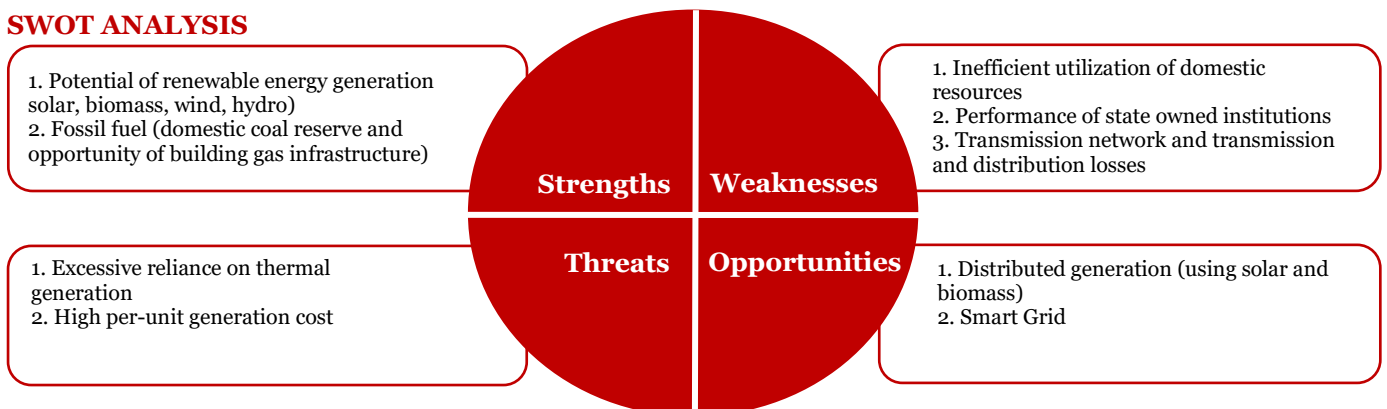 SWOT ANALYSIS
1. Potential of renewable energy generation
solar, biomass, wind, hydro)
2. Fossil fuel (domestic coal reserve and
opportunity of building gas infrastructure)
Strengths
Weaknesses
1. Inefficient utilization of domestic
resources
2. Performance of state owned institutions
3. Transmission network and transmission
and distribution losses
1. Excessive reliance on thermal
generation
2. High per-unit generation cost
Threats
Opportunities
1. Distributed generation (using solar and
biomass)
2. Smart Grid